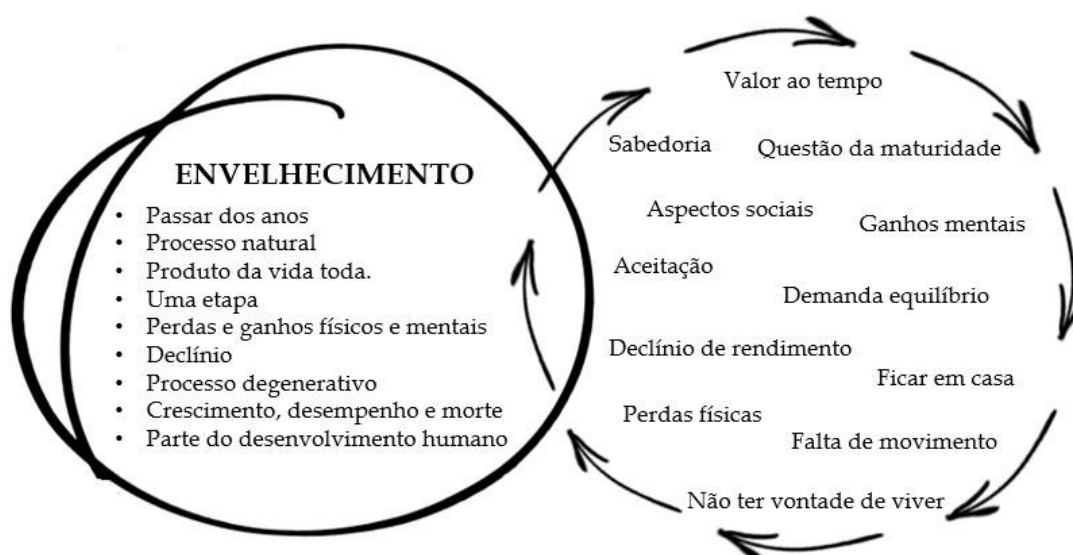 ENVELHECIMENTO
• Passar dos anos
• Processo natural
• Produto da vida toda.
• Uma etapa
• Perdas e ganhos físicos e mentais
• Declínio
• Processo degenerativo
• Crescimento, desempenho e morte
• Parte do desenvolvimento humano
Valor ao tempo
Sabedoria
Questão da maturidade
Aspectos sociais
Ganhos mentais
Aceitação
Demanda equilíbrio
Declínio de rendimento
Ficar em casa
Perdas físicas
Falta de movimento
Não ter vontade de viver